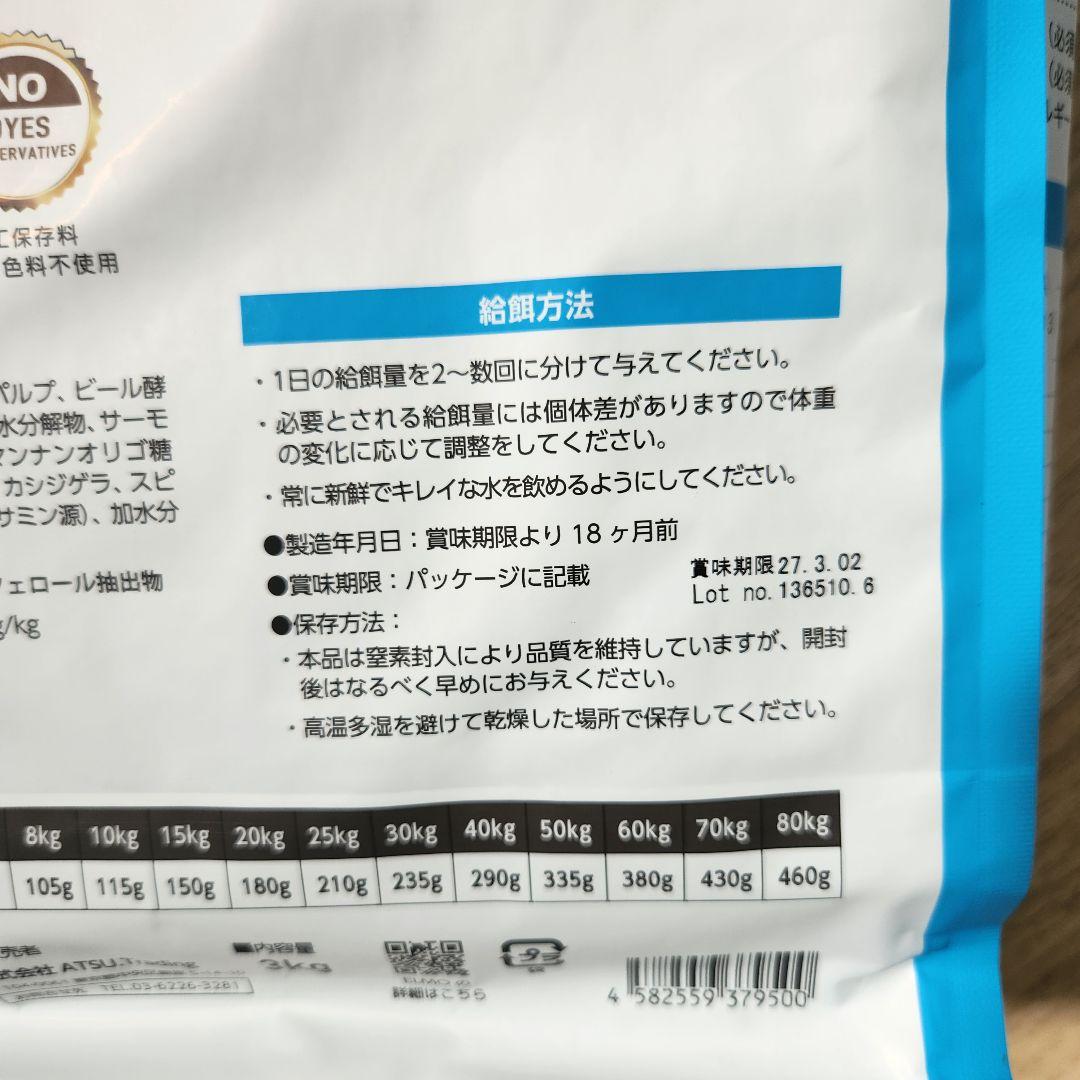 NO
DYES
ERVATIVES
工保存料
色料不使用
給餌方法
・1日の給餌量を2～数回に分けて与えてください。
・必要とされる給餌量には個体差がありますので体重
の変化に応じて調整をしてください。
・常に新鮮でキレイな水を飲めるようにしてください。
●製造年月日：賞味期限より18ヶ月前
●賞味期限：パッケージに記載
賞味期限27.3.02
Lot no.136510.6
●保存方法：
・本品は窒素封入により品質を維持していますが、開封
後はなるべく早めにお与えください。
・高温多湿を避けて乾燥した場所で保存してください。
パルプ、ビール酵
水分解物、サーモ
マンナンオリゴ糖
カシジゲラ、スピ
サミン源）、加水分
フェロール抽出物
g/kg
8kg 10kg 15kg 20kg 25kg 30kg 40kg 50kg 60kg 70kg 80kg
105g 115g 150g 180g 210g 235g 290g 335g 380g 430g 460g
売者
式会社 ATSU.Trading
TEL.03-6226-3281
■内容量
3kg
詳細はこちら
4 582559 379500
(必須
(必須
ルギー